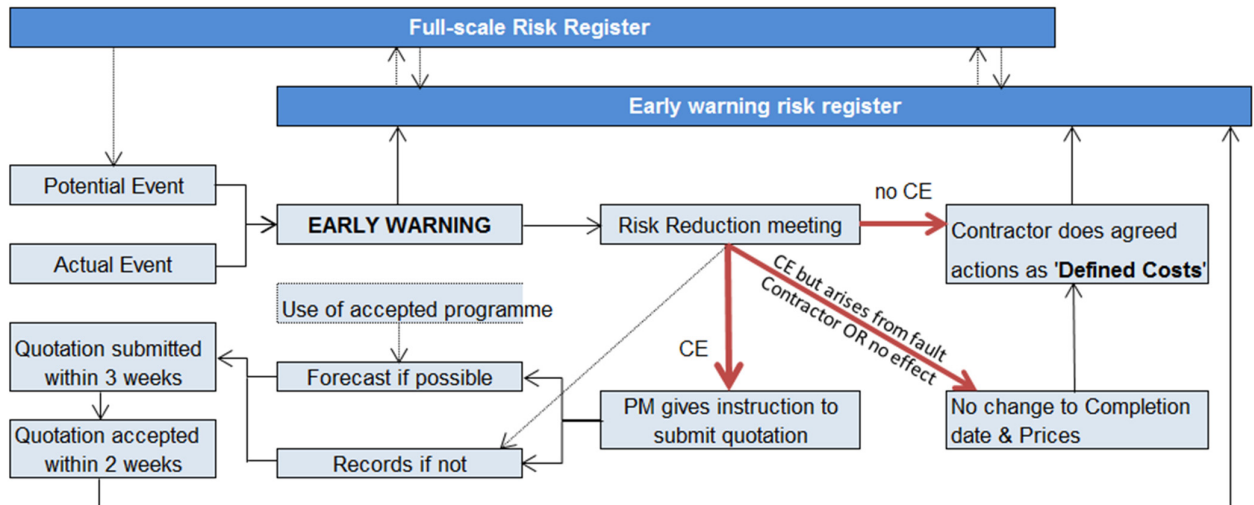 Full-scale Risk Register
Early warning risk register
Potential Event
Actual Event
EARLY WARNING
Risk Reduction meeting
no CE
Contractor does agreed
actions as 'Defined Costs'
Use of accepted programme
CE but arises from fault
Contractor OR no effect
CE
Quotation submitted
within 3 weeks
Forecast if possible
PM gives instruction to
submit quotation
No change to Completion
date & Prices
Quotation accepted
within 2 weeks
Records if not